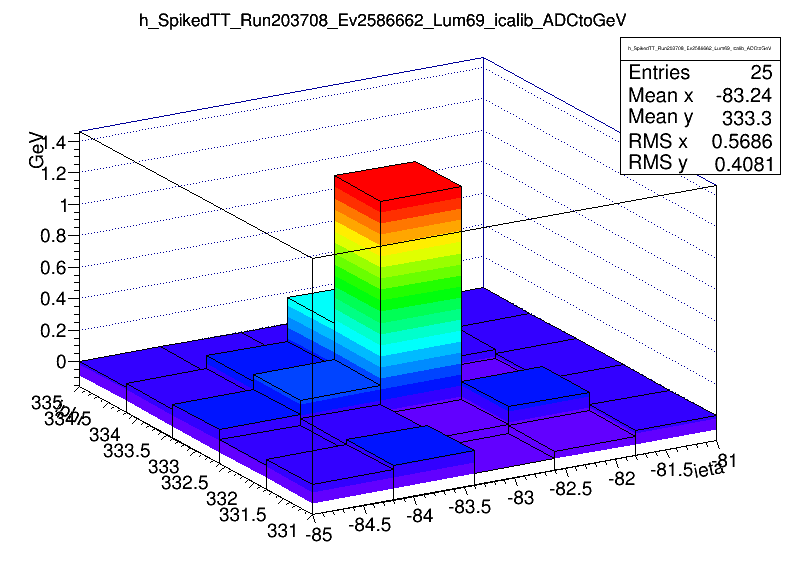 h_SpikedTT_Run203708_Ev2586662_Lum69_icalib_ADCtoGeV
h_SpikedTT_Run203708_Ev2586662_Lum69_icalib_ADCtoGeV
Entries 25
Mean x -83.24
Mean y 333.3
RMS x 0.5686
RMS y 0.4081
GeV
1.4
1.2
1
0.8
0.6
0.4
0.2
0
335
334.5
334
333.5
333
332.5
332
331.5
331
-85
-84.5
-84
-83.5
-83
-82.5
-82
-81.5
ieta
-81